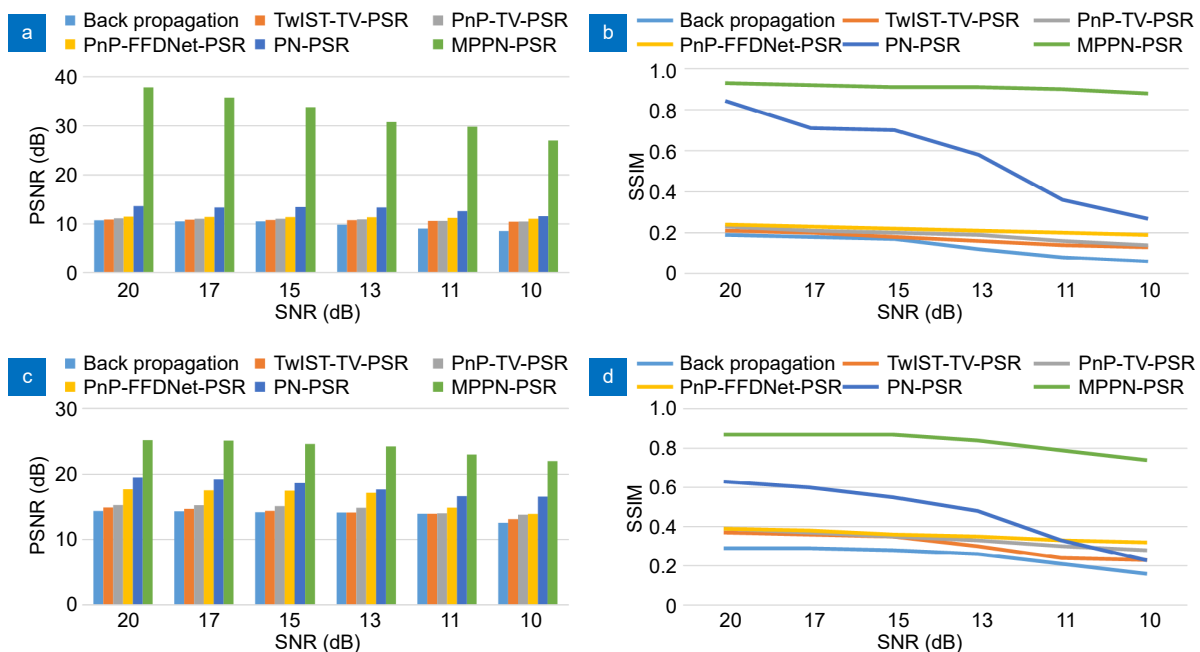 a
Back propagation TwIST-TV-PSR PnP-TV-PSR
PnP-FFDNet-PSR PN-PSR MPPN-PSR
40
30
20
10
0
PSNR (dB)
20 17 15 13 11 10
SNR (dB)
b
Back propagation TwIST-TV-PSR PnP-TV-PSR
PnP-FFDNet-PSR PN-PSR MPPN-PSR
1.0
0.8
0.6
0.4
0.2
0
SSIM
20 17 15 13 11 10
SNR (dB)
c
Back propagation TwIST-TV-PSR PnP-TV-PSR
PnP-FFDNet-PSR PN-PSR MPPN-PSR
30
20
10
0
PSNR (dB)
20 17 15 13 11 10
SNR (dB)
d
Back propagation TwIST-TV-PSR PnP-TV-PSR
PnP-FFDNet-PSR PN-PSR MPPN-PSR
1.0
0.8
0.6
0.4
0.2
0
SSIM
20 17 15 13 11 10
SNR (dB)